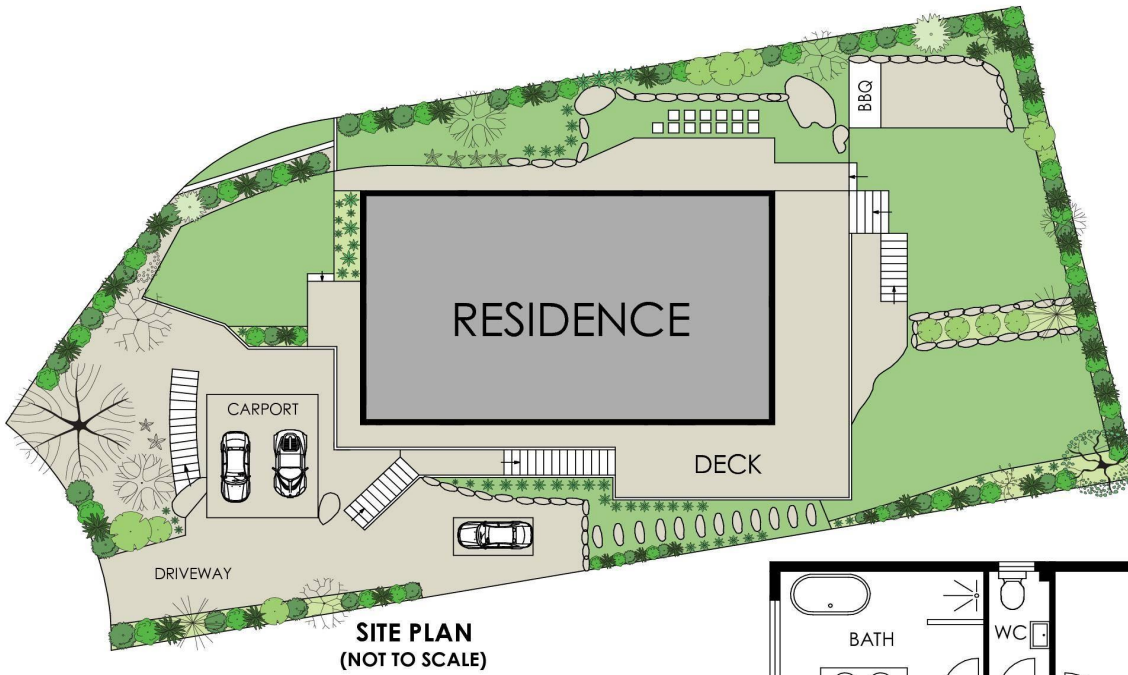 BBQ
RESIDENCE
CARPORT
DECK
DRIVEWAY
SITE PLAN
(NOT TO SCALE)
BATH
WC